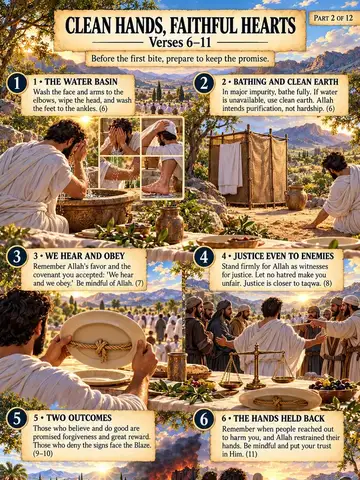 CLEAN HANDS, FAITHFUL HEARTS
Part 2 of 12
Verses 6–11
Before the first bite, prepare to keep the promise.
1
1 • THE WATER BASIN
Wash the face and arms to the
elbows, wipe the head, and wash
the feet to the ankles. (6)
2
2 • BATHING AND CLEAN EARTH
In major impurity, bathe fully. If water
is unavailable, use clean earth. Allah
intends purification, not hardship. (6)
3
3 • WE HEAR AND OBEY
Remember Allah's favor and the
covenant you accepted: 'We hear
and we obey.' Be mindful of Allah. (7)
4
4 • JUSTICE EVEN TO ENEMIES
Stand firmly for Allah as witnesses
for justice. Let no hatred make you
unfair. Justice is closer to taqwa. (8)
5
5 • TWO OUTCOMES
Those who believe and do good are
promised forgiveness and great reward.
Those who deny the signs face the Blaze.
(9–10)
6
6 • THE HANDS HELD BACK
Remember when people reached out
to harm you, and Allah restrained their
hands. Be mindful and put your trust
in Him. (11)